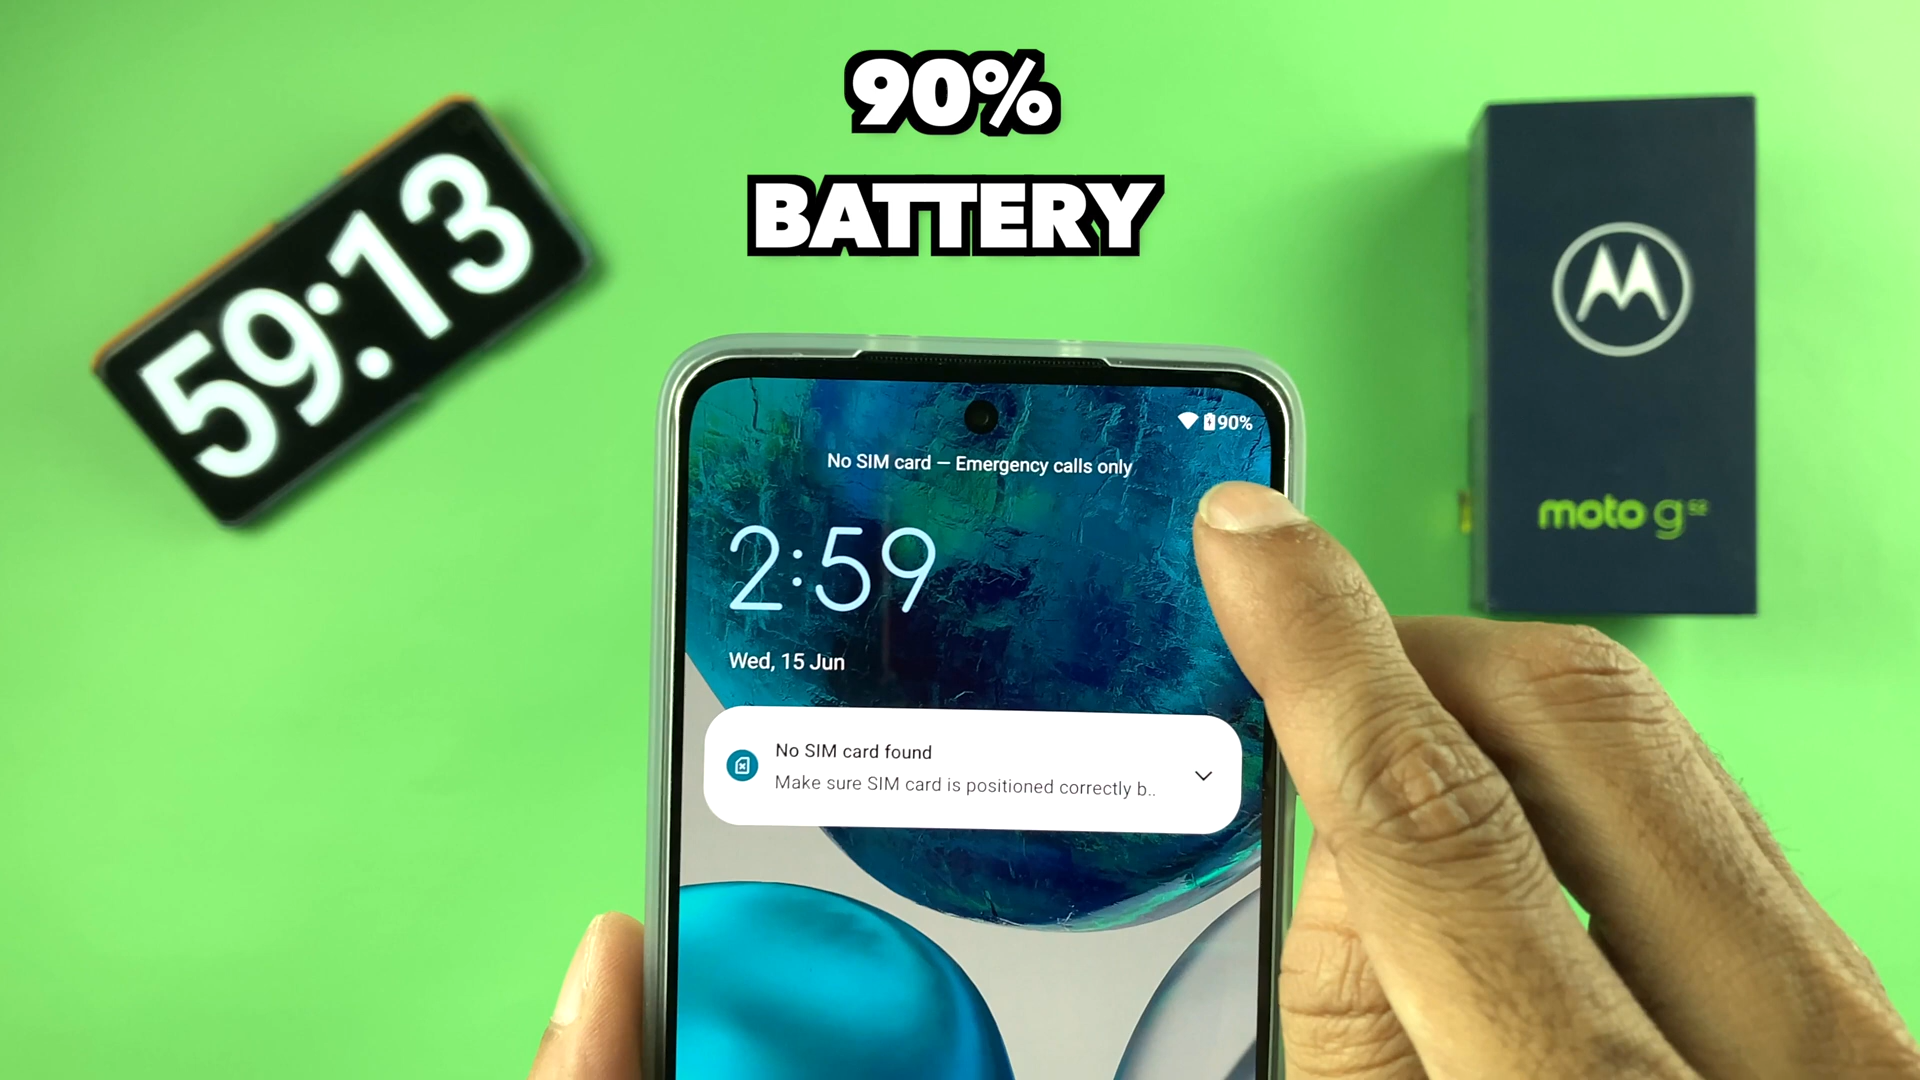 90%
BATTERY
59:13
90%
No SIM card – Emergency calls only
2:59
Wed, 15 Jun
No SIM card found
Make sure SIM card is positioned correctly b..
moto g52